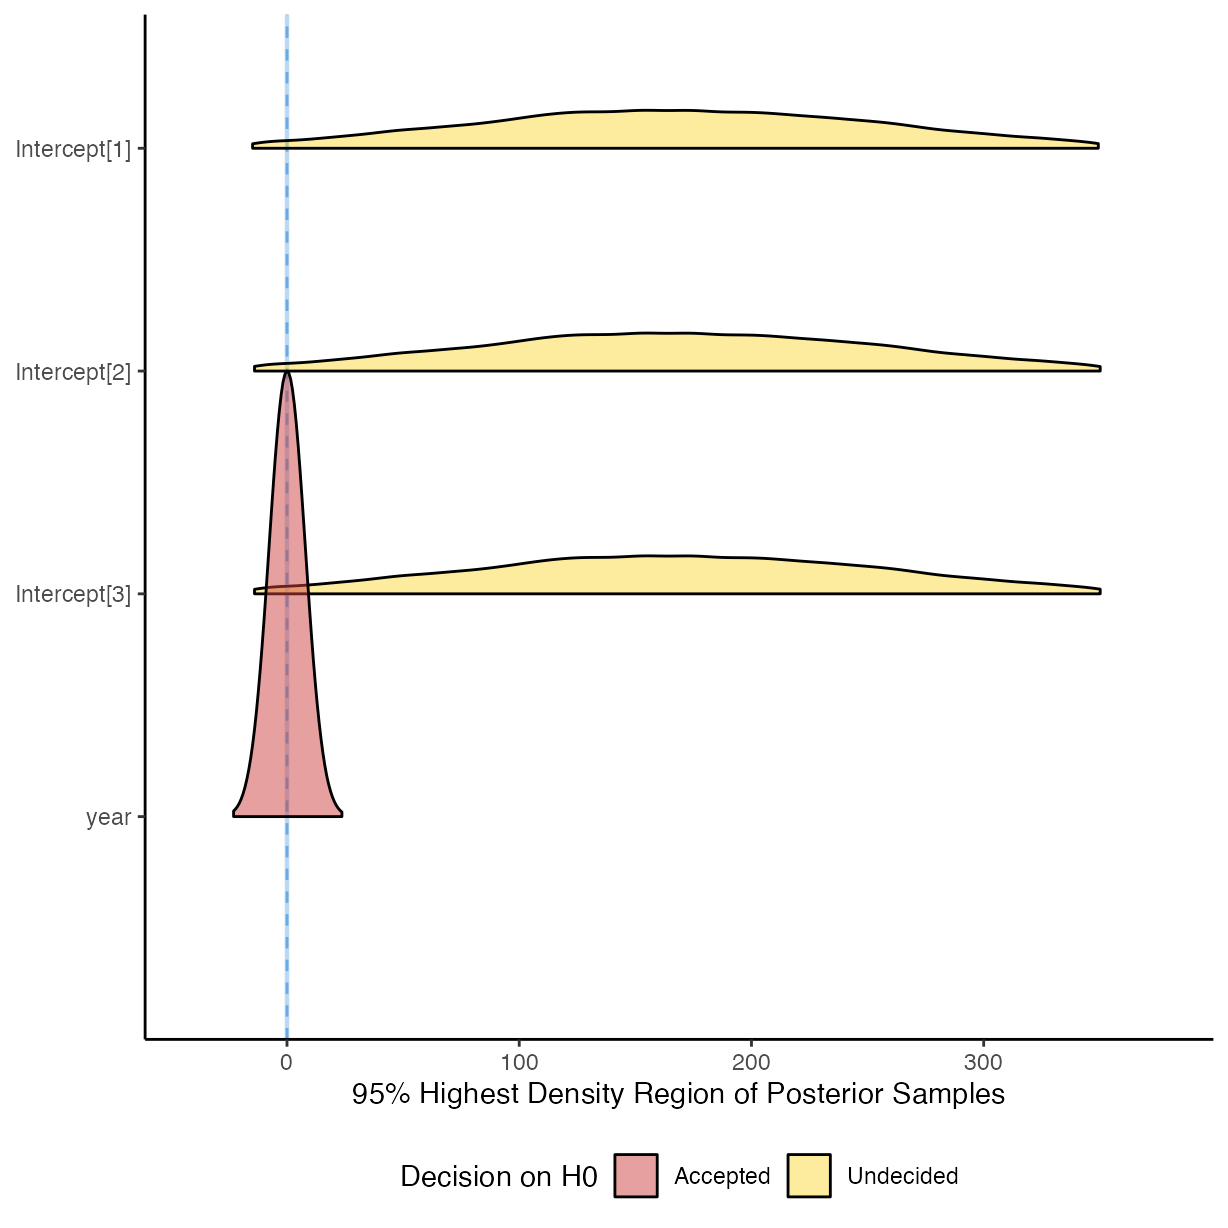 Intercept[1]
Intercept[2]
Intercept[3]
year
0 100 200 300
95% Highest Density Region of Posterior Samples
Decision on H0 Accepted Undecided